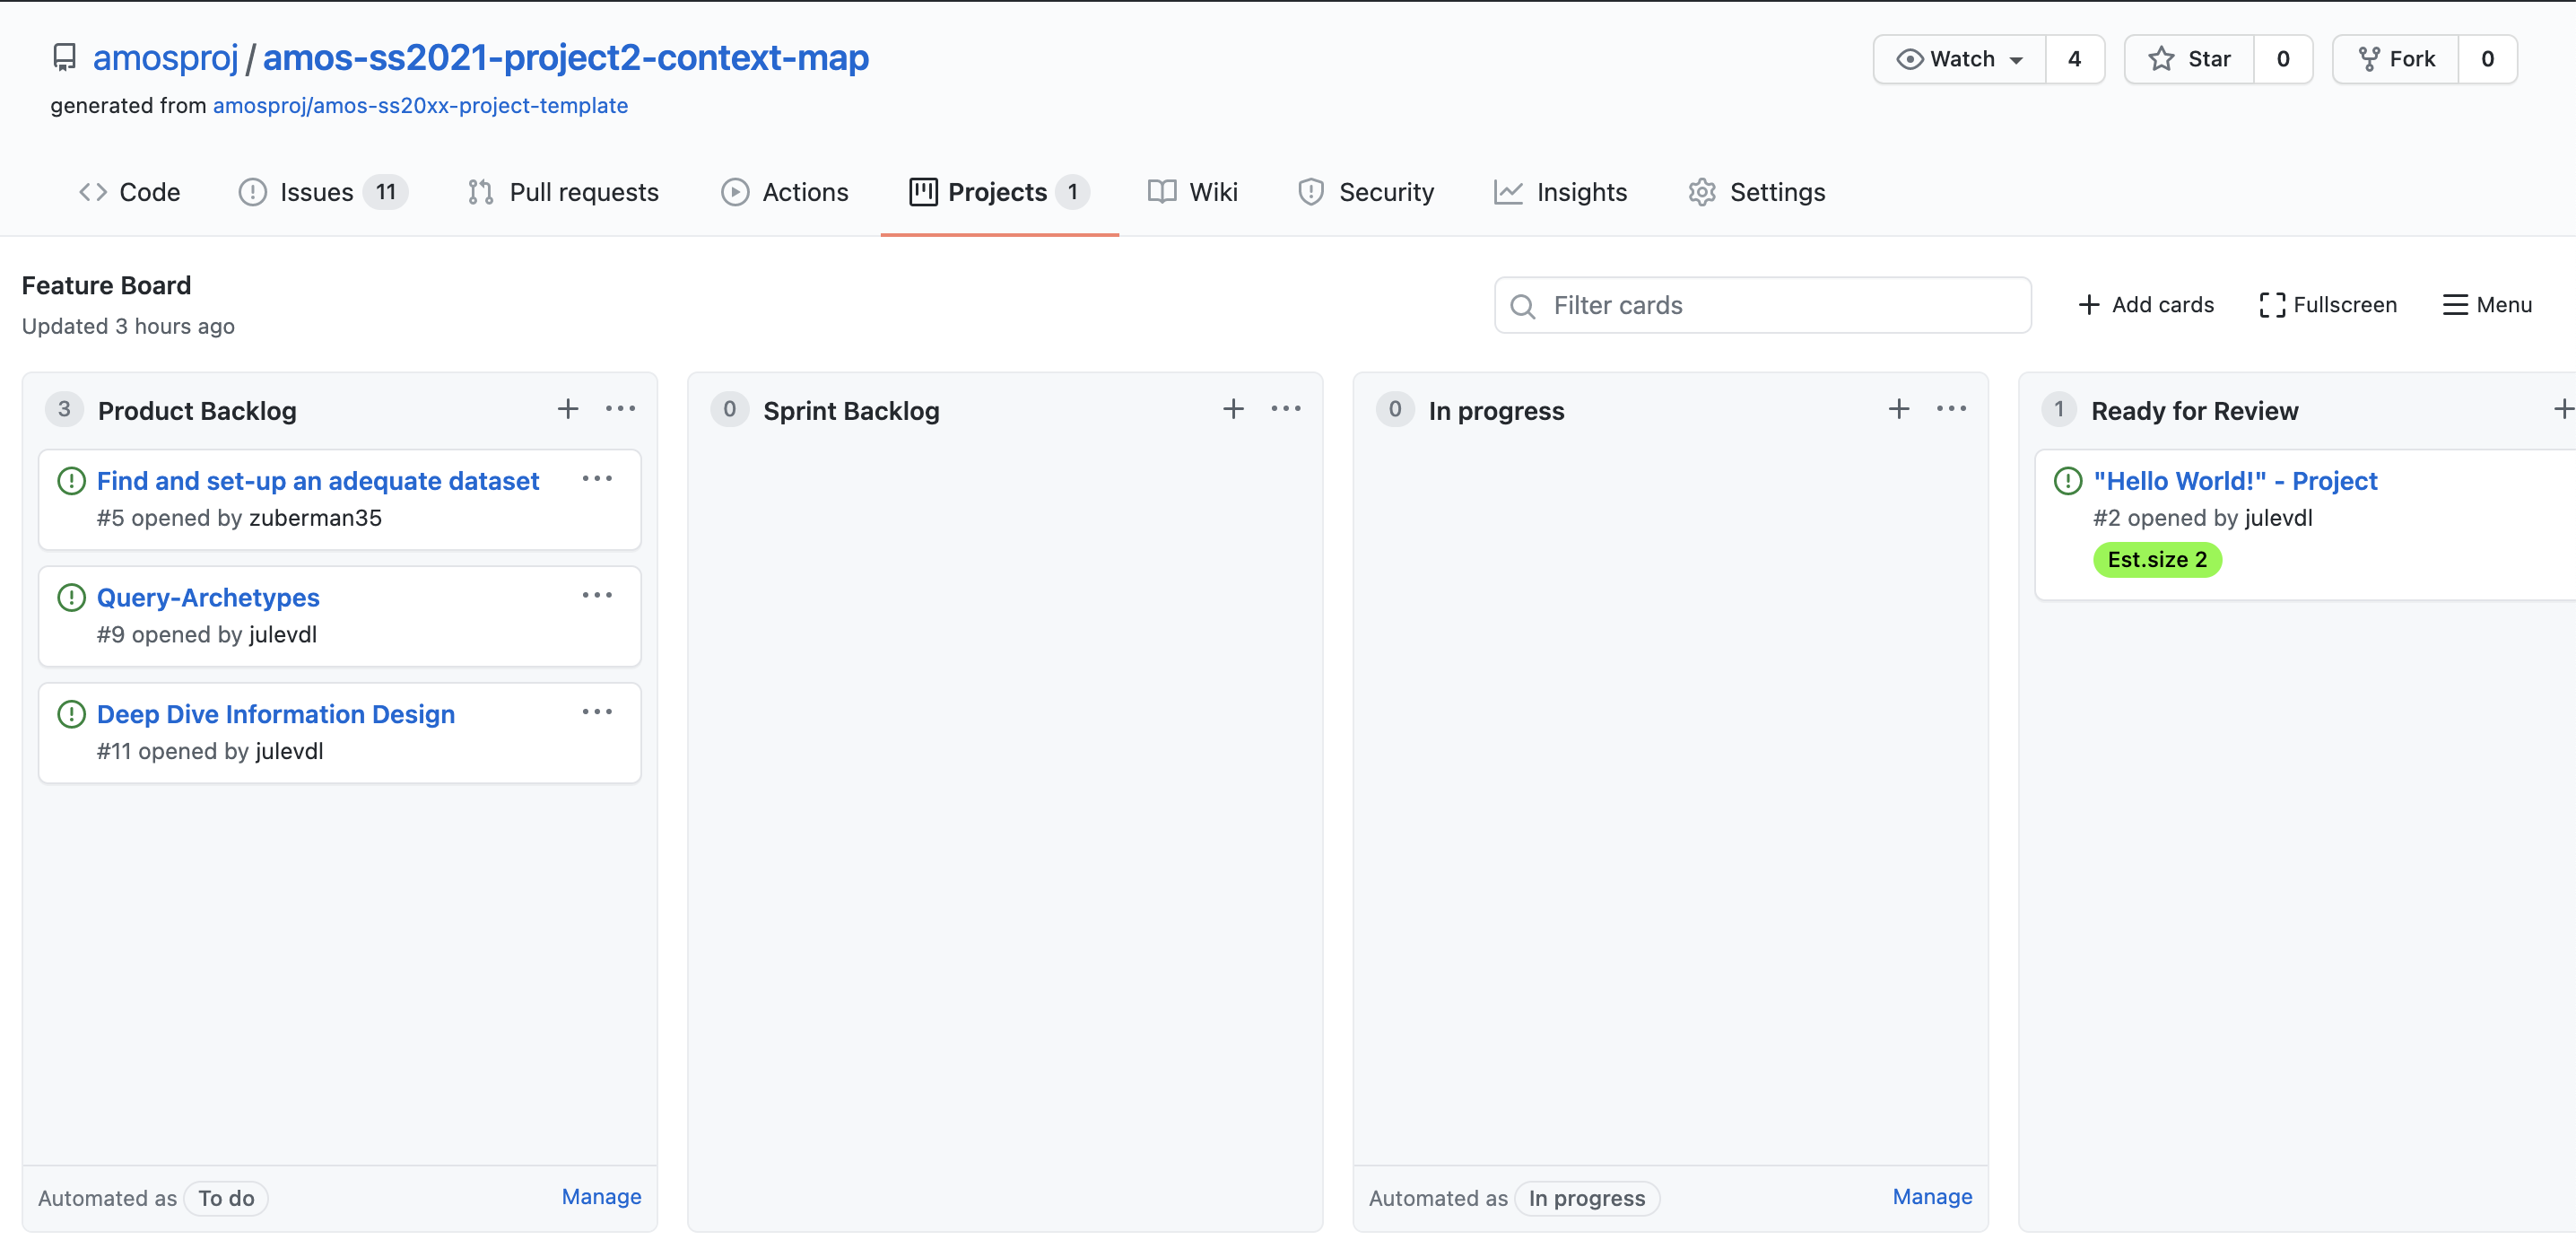 amosproj / amos-ss2021-project2-context-map
Watch 4 Star 0 Fork 0
generated from amosproj/amos-ss20xx-project-template
Code Issues 11 Pull requests Actions Projects 1 Wiki Security Insights Settings
Feature Board
Updated 3 hours ago
Filter cards
Add cards Fullscreen Menu
3 Product Backlog
Find and set-up an adequate dataset
#5 opened by zuberman35
Query-Archetypes
#9 opened by julevdl
Deep Dive Information Design
#11 opened by julevdl
Automated as To do Manage
0 Sprint Backlog
0 In progress
Automated as In progress Manage
1 Ready for Review
"Hello World!" - Project
#2 opened by julevdl
Est.size 2